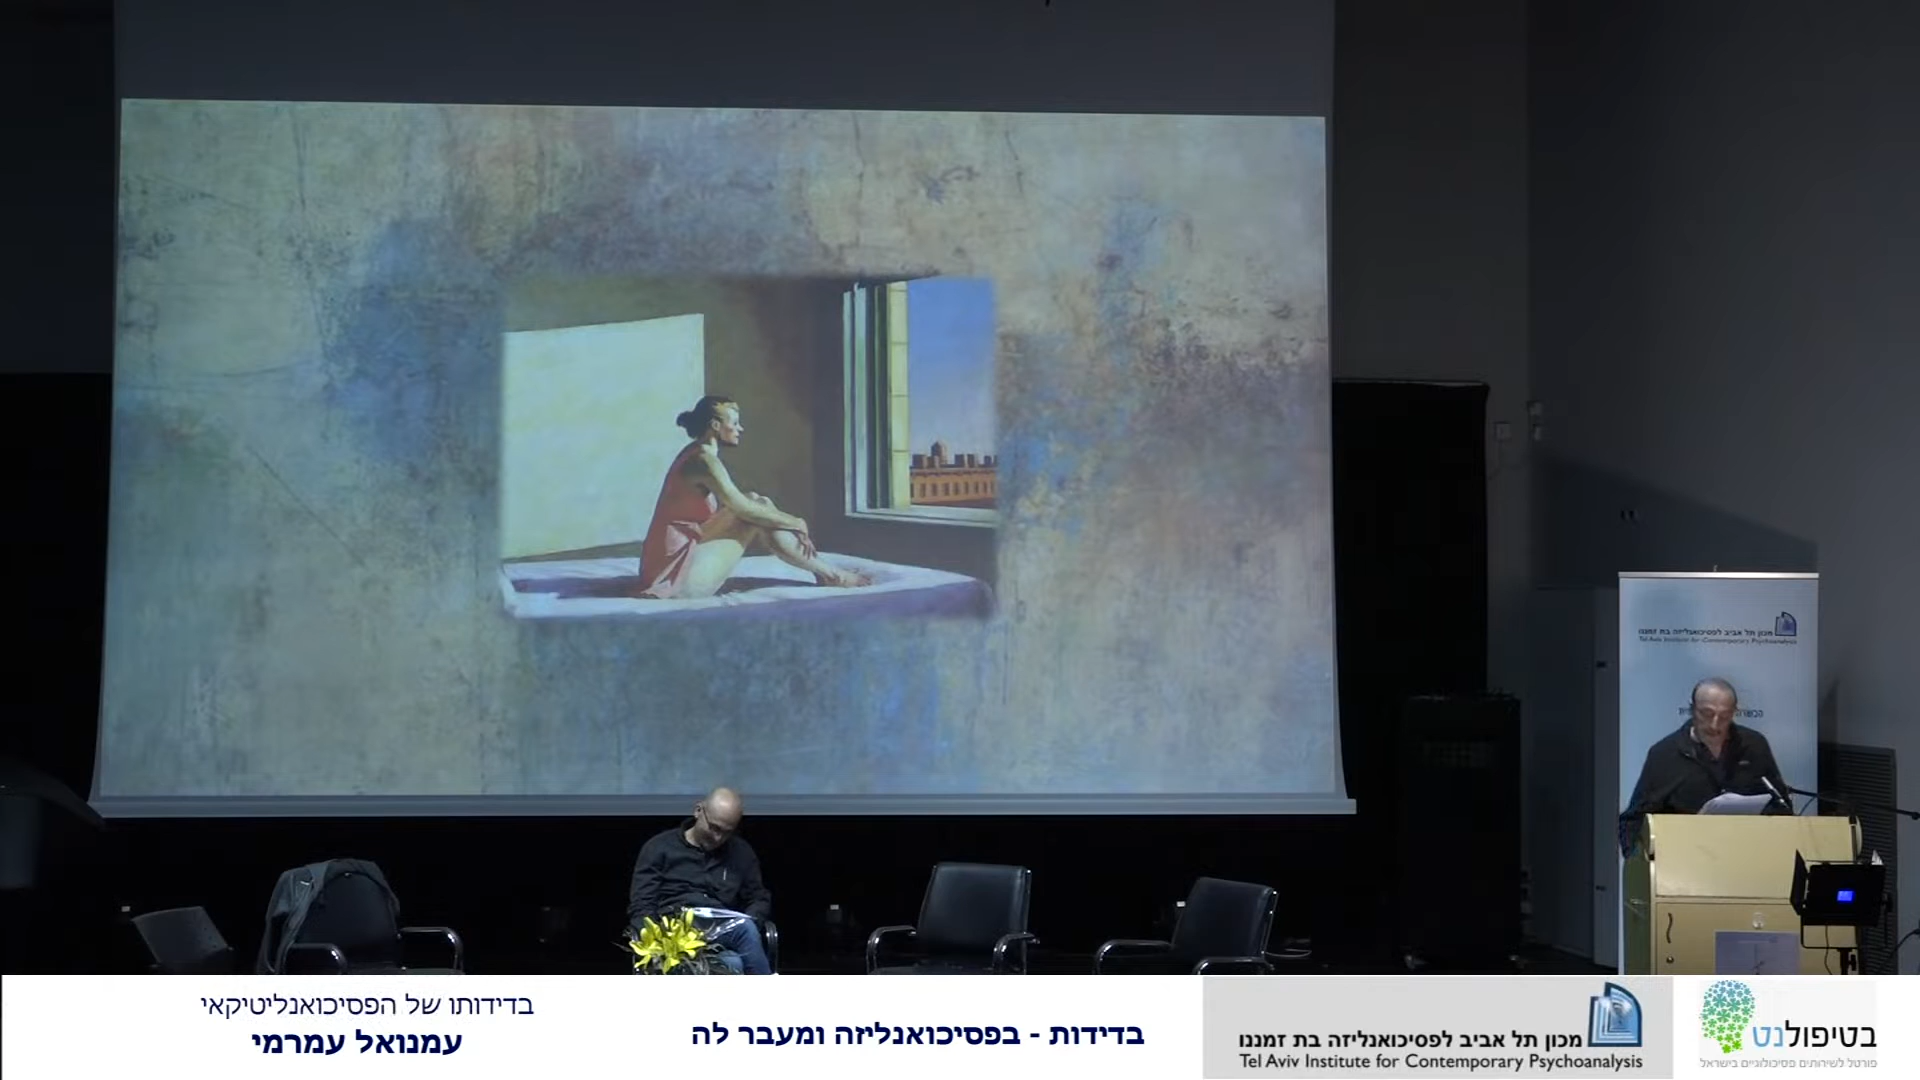 מכון תל אביב לפסיכואנליזה בת זמננו
Tel Aviv Institute for Contemporary Psychoanalysis
בדידותו של הפסיכואנליטיקאי
עמנואל עמרמי
בדידות - בפסיכואנליזה ומעבר לה
מכון תל אביב לפסיכואנליזה בת זמננו
Tel Aviv Institute for Contemporary Psychoanalysis
בטיפולנט
פורטל לשירותים פסיכולוגיים בישראל